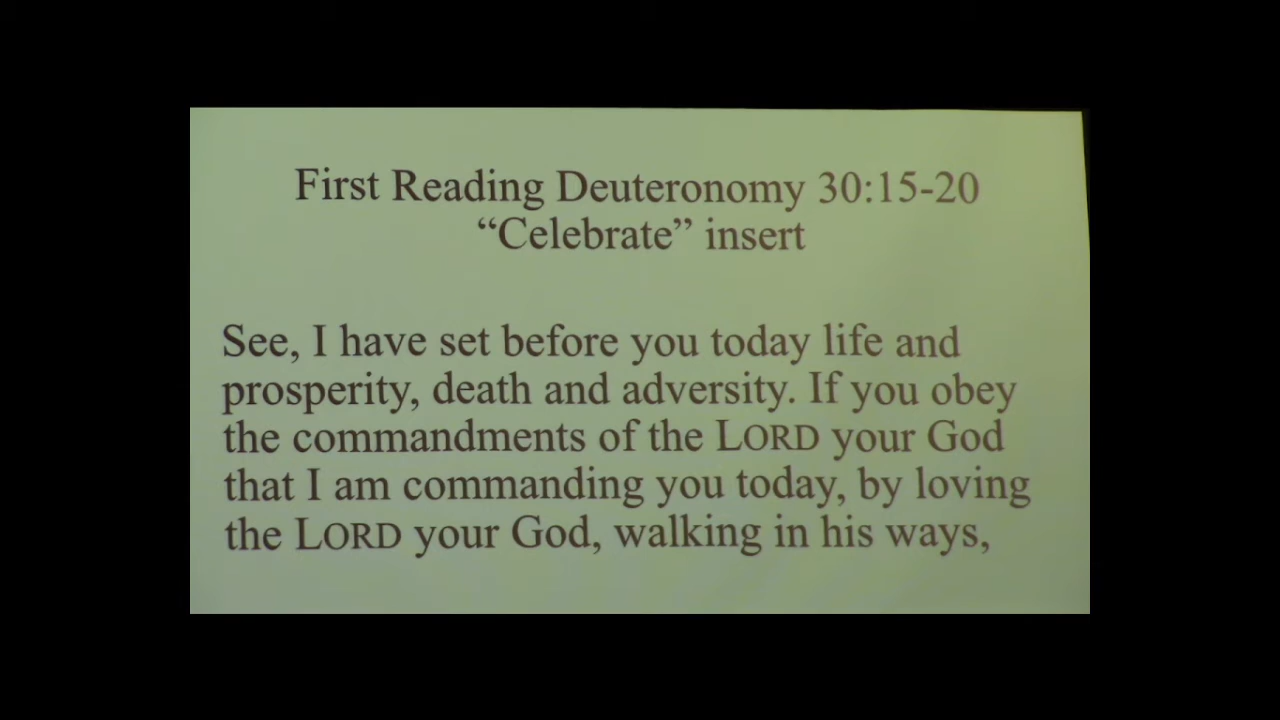 First Reading Deuteronomy 30:15-20
“Celebrate” insert
See, I have set before you today life and
prosperity, death and adversity. If you obey
the commandments of the LORD your God
that I am commanding you today, by loving
the LORD your God, walking in his ways,